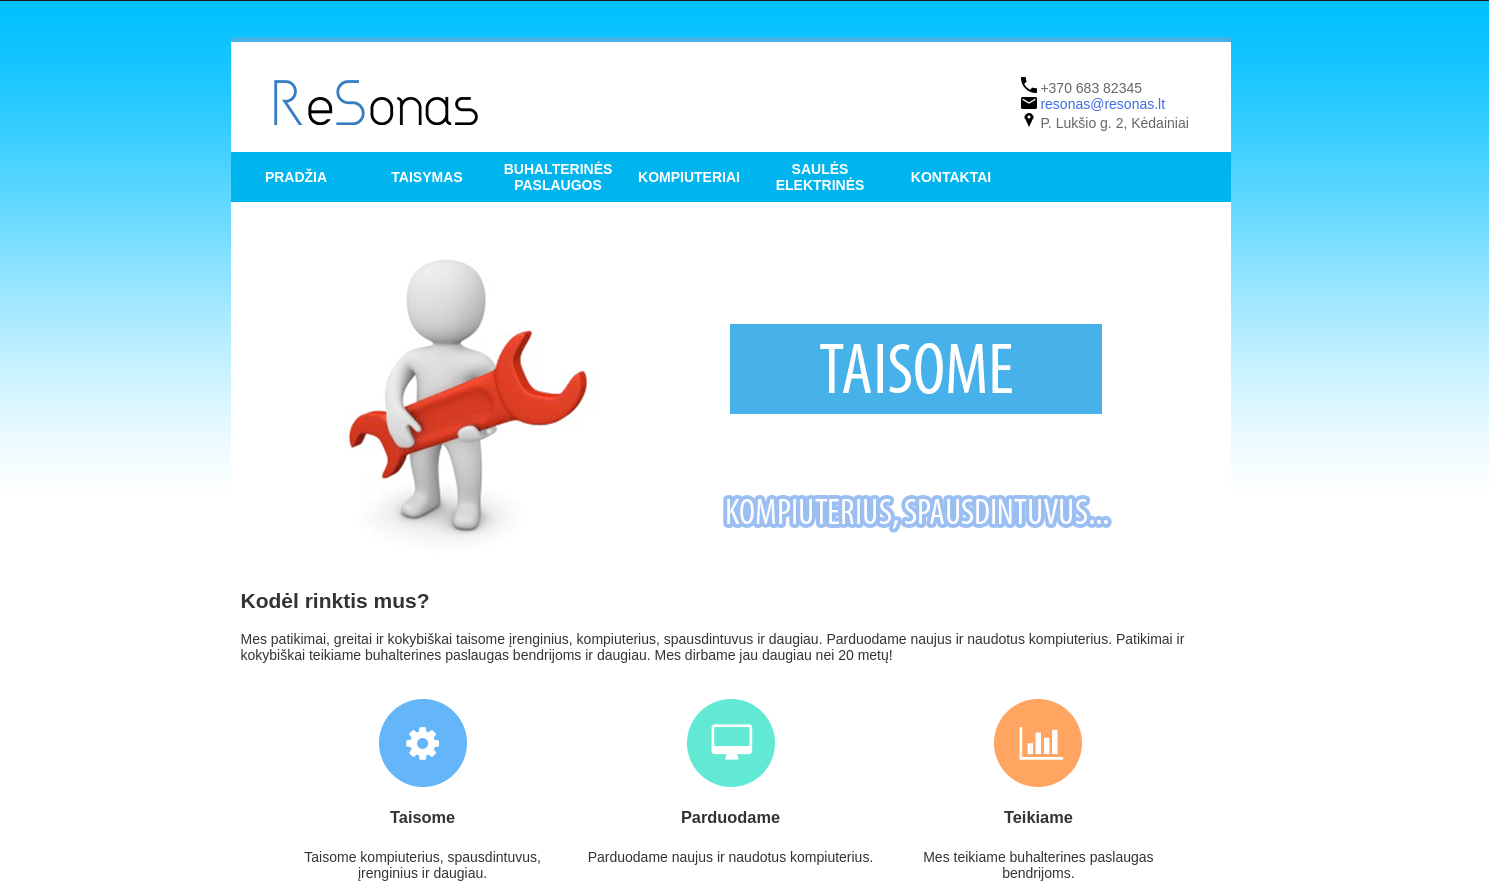 ReSonas
+370 683 82345
resonas@resonas.lt
P. Lukšio g. 2, Kėdainiai
PRADŽIA
TAISYMAS
BUHALTERINĖS
PASLAUGOS
KOMPIUTERIAI
SAULĖS
ELEKTRINĖS
KONTAKTAI
TAISOME
KOMPIUTERIUS, SPAUSDINTUVUS...
Kodėl rinktis mus?
Mes patikimai, greitai ir kokybiškai taisome įrenginius, kompiuterius, spausdintuvus ir daugiau. Parduodame naujus ir naudotus kompiuterius. Patikimai ir
kokybiškai teikiame buhalterines paslaugas bendrijoms ir daugiau. Mes dirbame jau daugiau nei 20 metų!
Taisome
Taisome kompiuterius, spausdintuvus,
įrenginius ir daugiau.
Parduodame
Parduodame naujus ir naudotus kompiuterius.
Teikiame
Mes teikiame buhalterines paslaugas
bendrijoms.